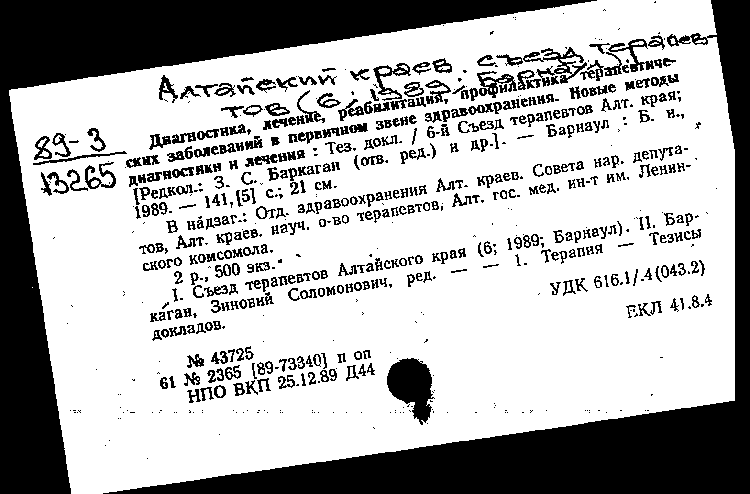 Алтайский краев. съезд терапев-
тов (6; 1989; Барнаул)
89-3
13265
Диагностика, лечение, реабилитация, профилактика терапевтиче-
ских заболеваний в первичном звене здравоохранения. Новые методы
диагностики и лечения : Тез. докл. / 6-й Съезд терапевтов Алт. края;
[Редкол.: З. С. Баркаган (отв. ред.) и др.]. — Барнаул : Б. и.,
1989. — 141,[5] с.; 21 см.
В надзаг.: Отд. здравоохранения Алт. краев. Совета нар. депута-
тов, Алт. краев. науч. о-во терапевтов, Алт. гос. мед. ин-т им. Ленин-
ского комсомола.
2 р., 500 экз.
I. Съезд терапевтов Алтайского края (6; 1989; Барнаул). II. Бар-
каган, Зиновий Соломонович, ред. — — 1. Терапия — Тезисы
докладов.
УДК 616.1/.4(043.2)
БКЛ 41.8.4
№ 43725
61 № 2365 [89-73340] п оп
НПО ВКП 25.12.89 Д44